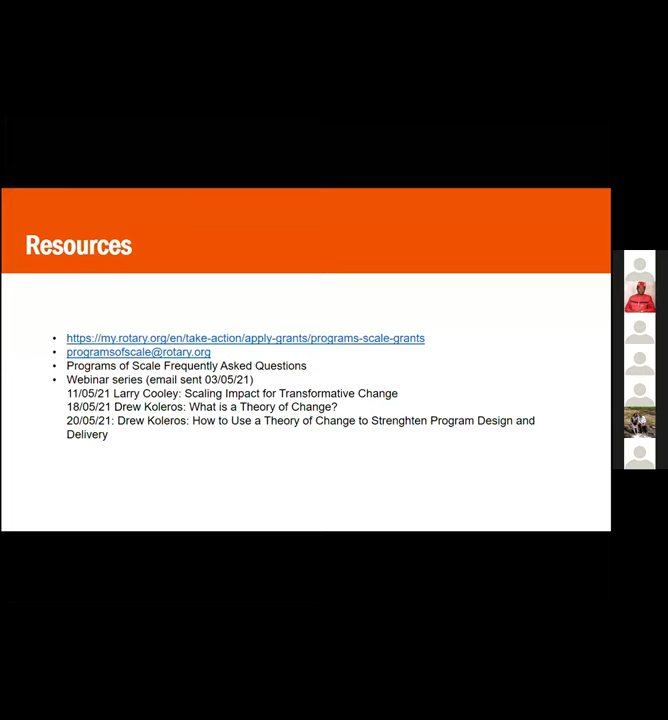 Resources
• https://my.rotary.org/en/take-action/apply-grants/programs-scale-grants
• programsofscale@rotary.org
• Programs of Scale Frequently Asked Questions
• Webinar series (email sent 03/05/21)
11/05/21 Larry Cooley: Scaling Impact for Transformative Change
18/05/21 Drew Koleros: What is a Theory of Change?
20/05/21: Drew Koleros: How to Use a Theory of Change to Strenghten Program Design and
Delivery